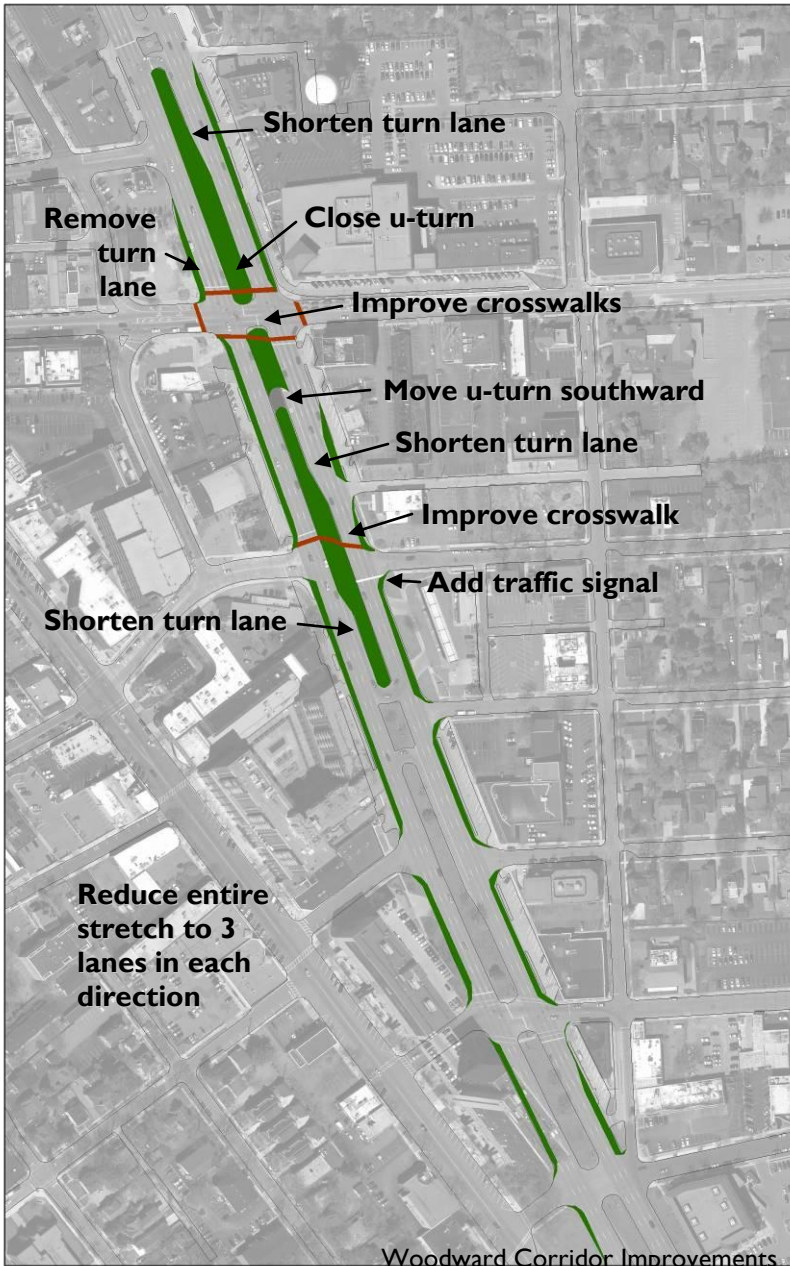 Shorten turn lane
Remove
turn
lane
Close u-turn
Improve crosswalks
Move u-turn southward
Shorten turn lane
Improve crosswalk
Add traffic signal
Shorten turn lane
Reduce entire
stretch to 3
lanes in each
direction
Woodward Corridor Improvements